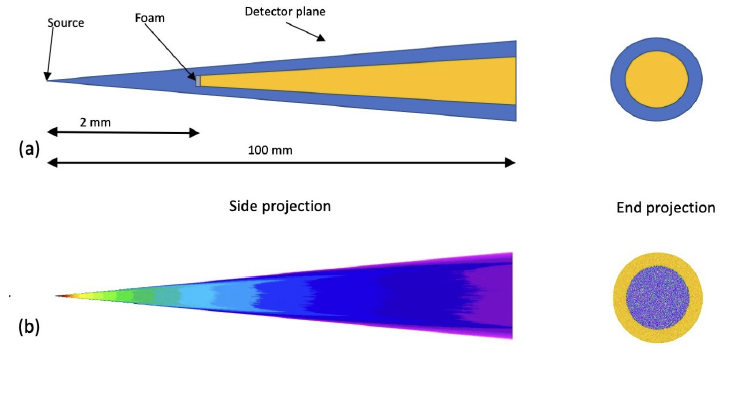 Detector plane
Source
Foam
2 mm
(a)
100 mm
Side projection
End projection
(b)